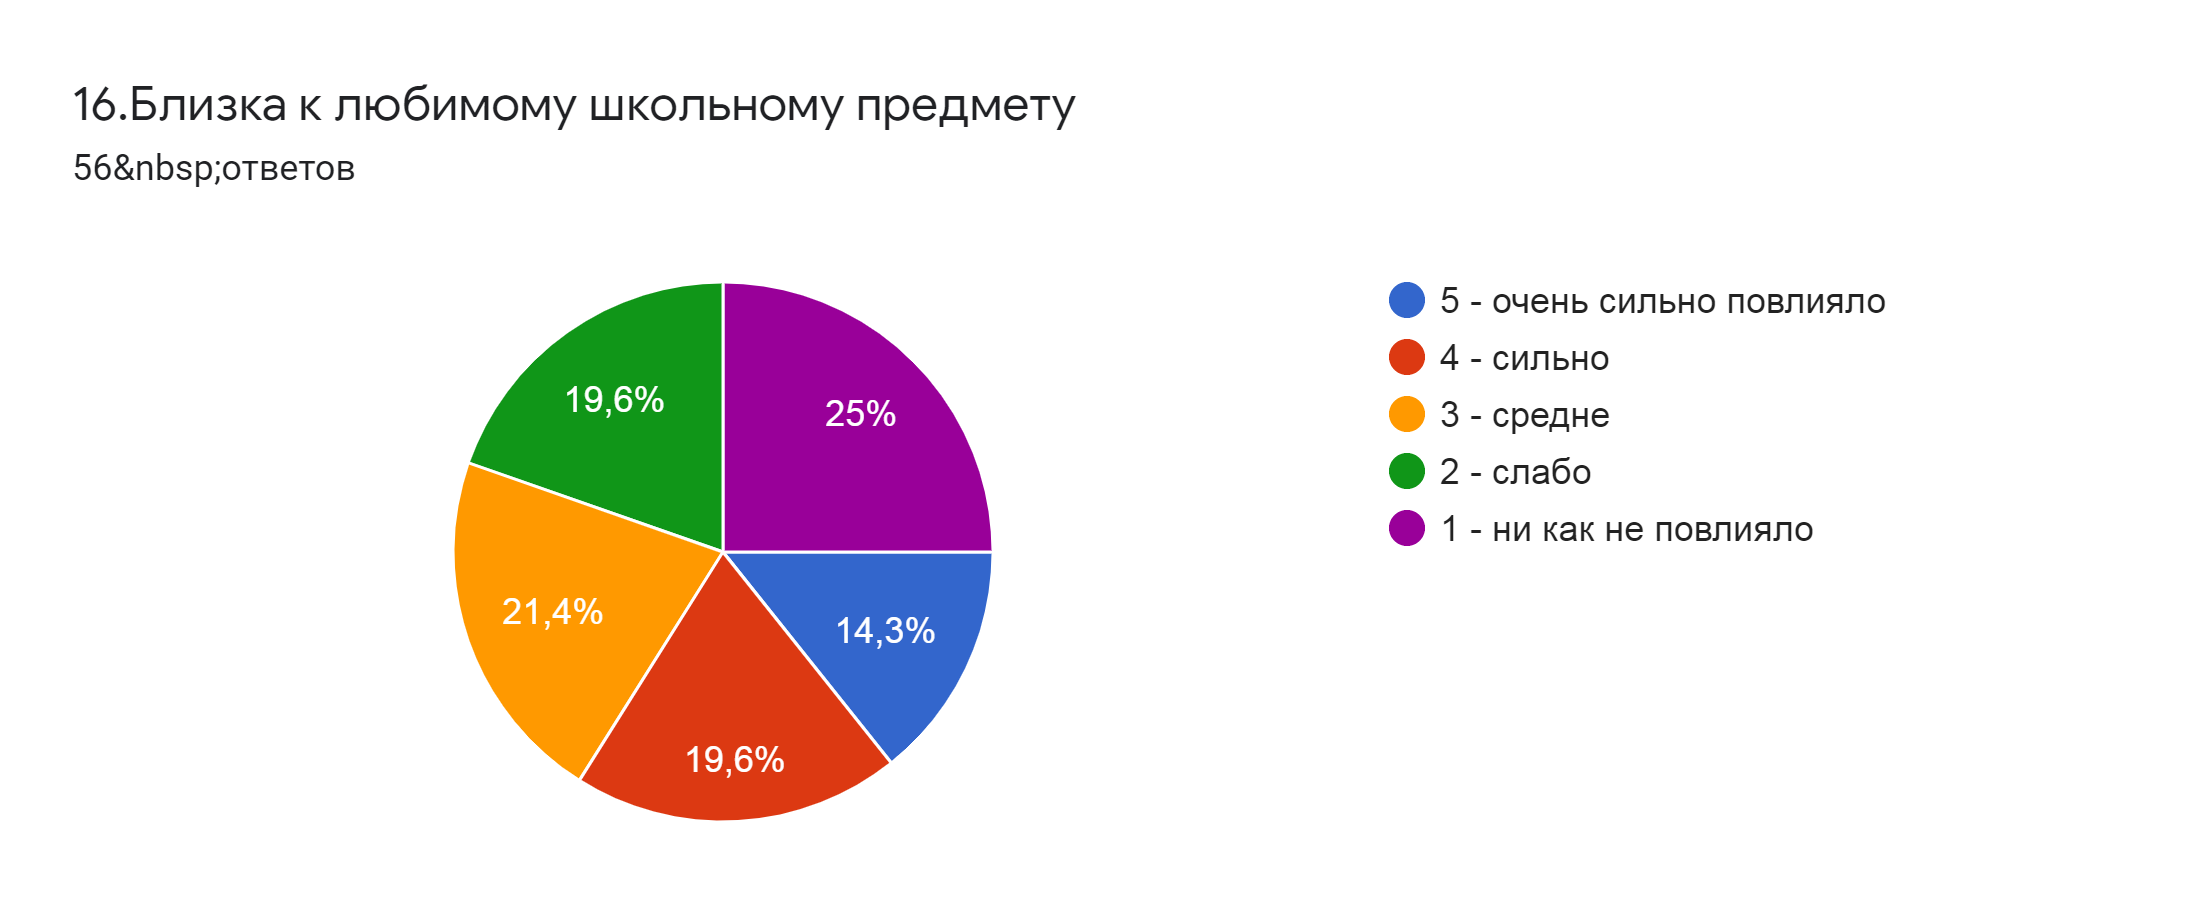 16.Близка к любимому школьному предмету
56&nbsp;ответов
19,6%
25%
21,4%
14,3%
19,6%
5 - очень сильно повлияло
4 - сильно
3 - средне
2 - слабо
1 - ни как не повлияло